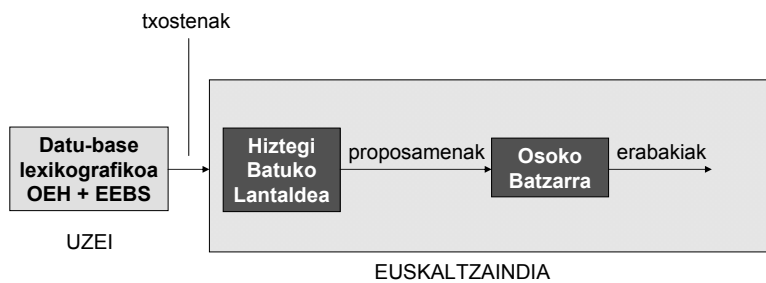 txostenak
Datu-base
lexikografikoa
OEH + EEBS
UZEI
Hiztegi
Batuko
Lantaldea
proposamenak
Osoko
Batzarra
erabakiak
EUSKALTZAINDIA